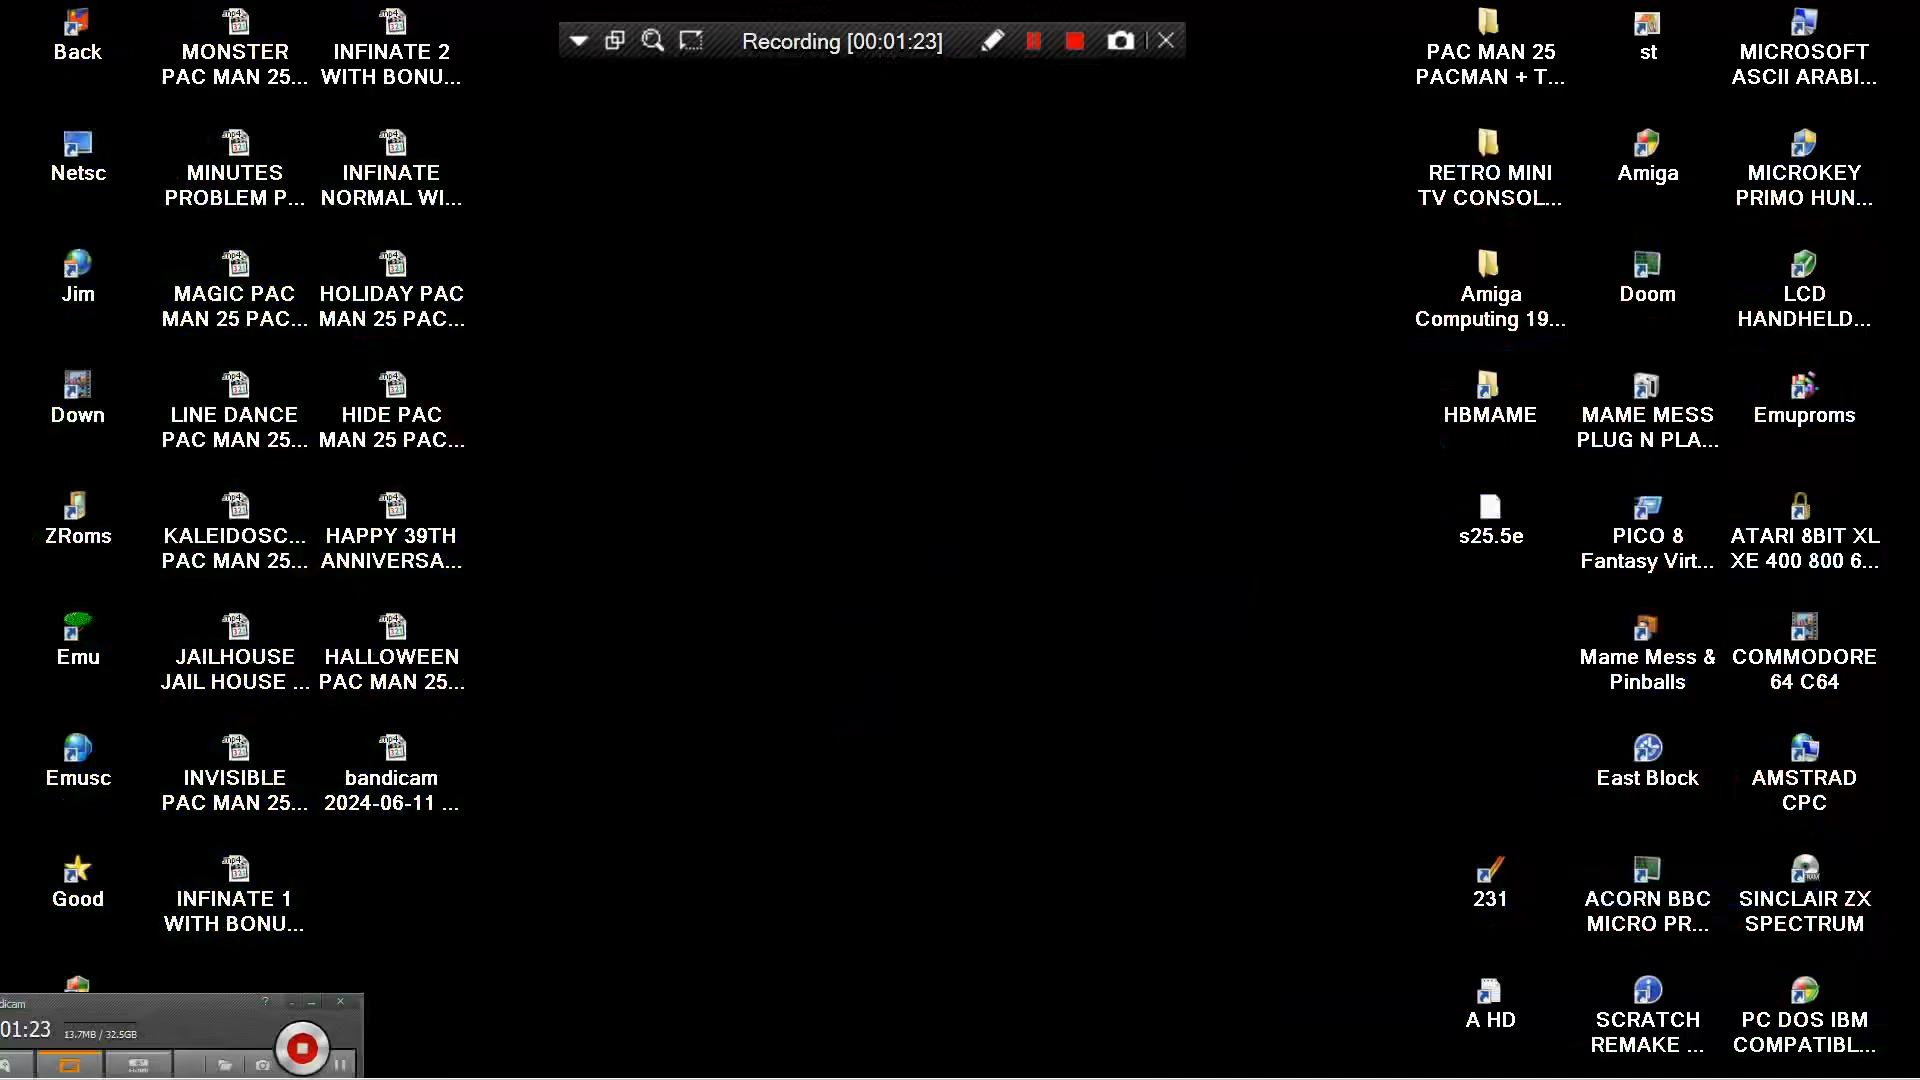 Recording [00:01:23]
Back
MONSTER
PAC MAN 25...
INFINATE 2
WITH BONU...
Netsc
MINUTES
PROBLEM P...
INFINATE
NORMAL WI...
Jim
MAGIC PAC
MAN 25 PAC...
HOLIDAY PAC
MAN 25 PAC...
Down
LINE DANCE
PAC MAN 25...
HIDE PAC
MAN 25 PAC...
ZRoms
KALEIDOSC...
PAC MAN 25...
HAPPY 39TH
ANNIVERSA...
Emu
JAILHOUSE
JAIL HOUSE ...
HALLOWEEN
PAC MAN 25...
Emusc
INVISIBLE
PAC MAN 25...
bandicam
2024-06-11 ...
Good
INFINATE 1
WITH BONU...
PAC MAN 25
PACMAN + T...
st
MICROSOFT
ASCII ARABI...
RETRO MINI
TV CONSOL...
Amiga
MICROKEY
PRIMO HUN...
Amiga
Computing 19...
Doom
LCD
HANDHELD...
HBMAME
MAME MESS
PLUG N PLA...
Emuproms
s25.5e
PICO 8
Fantasy Virt...
ATARI 8BIT XL
XE 400 800 6...
Mame Mess &
Pinballs
COMMODORE
64 C64
East Block
AMSTRAD
CPC
231
ACORN BBC
MICRO PR...
SINCLAIR ZX
SPECTRUM
A HD
SCRATCH
REMAKE ...
PC DOS IBM
COMPATIBL...
dicam
01:23
13.7MB / 32.5GB